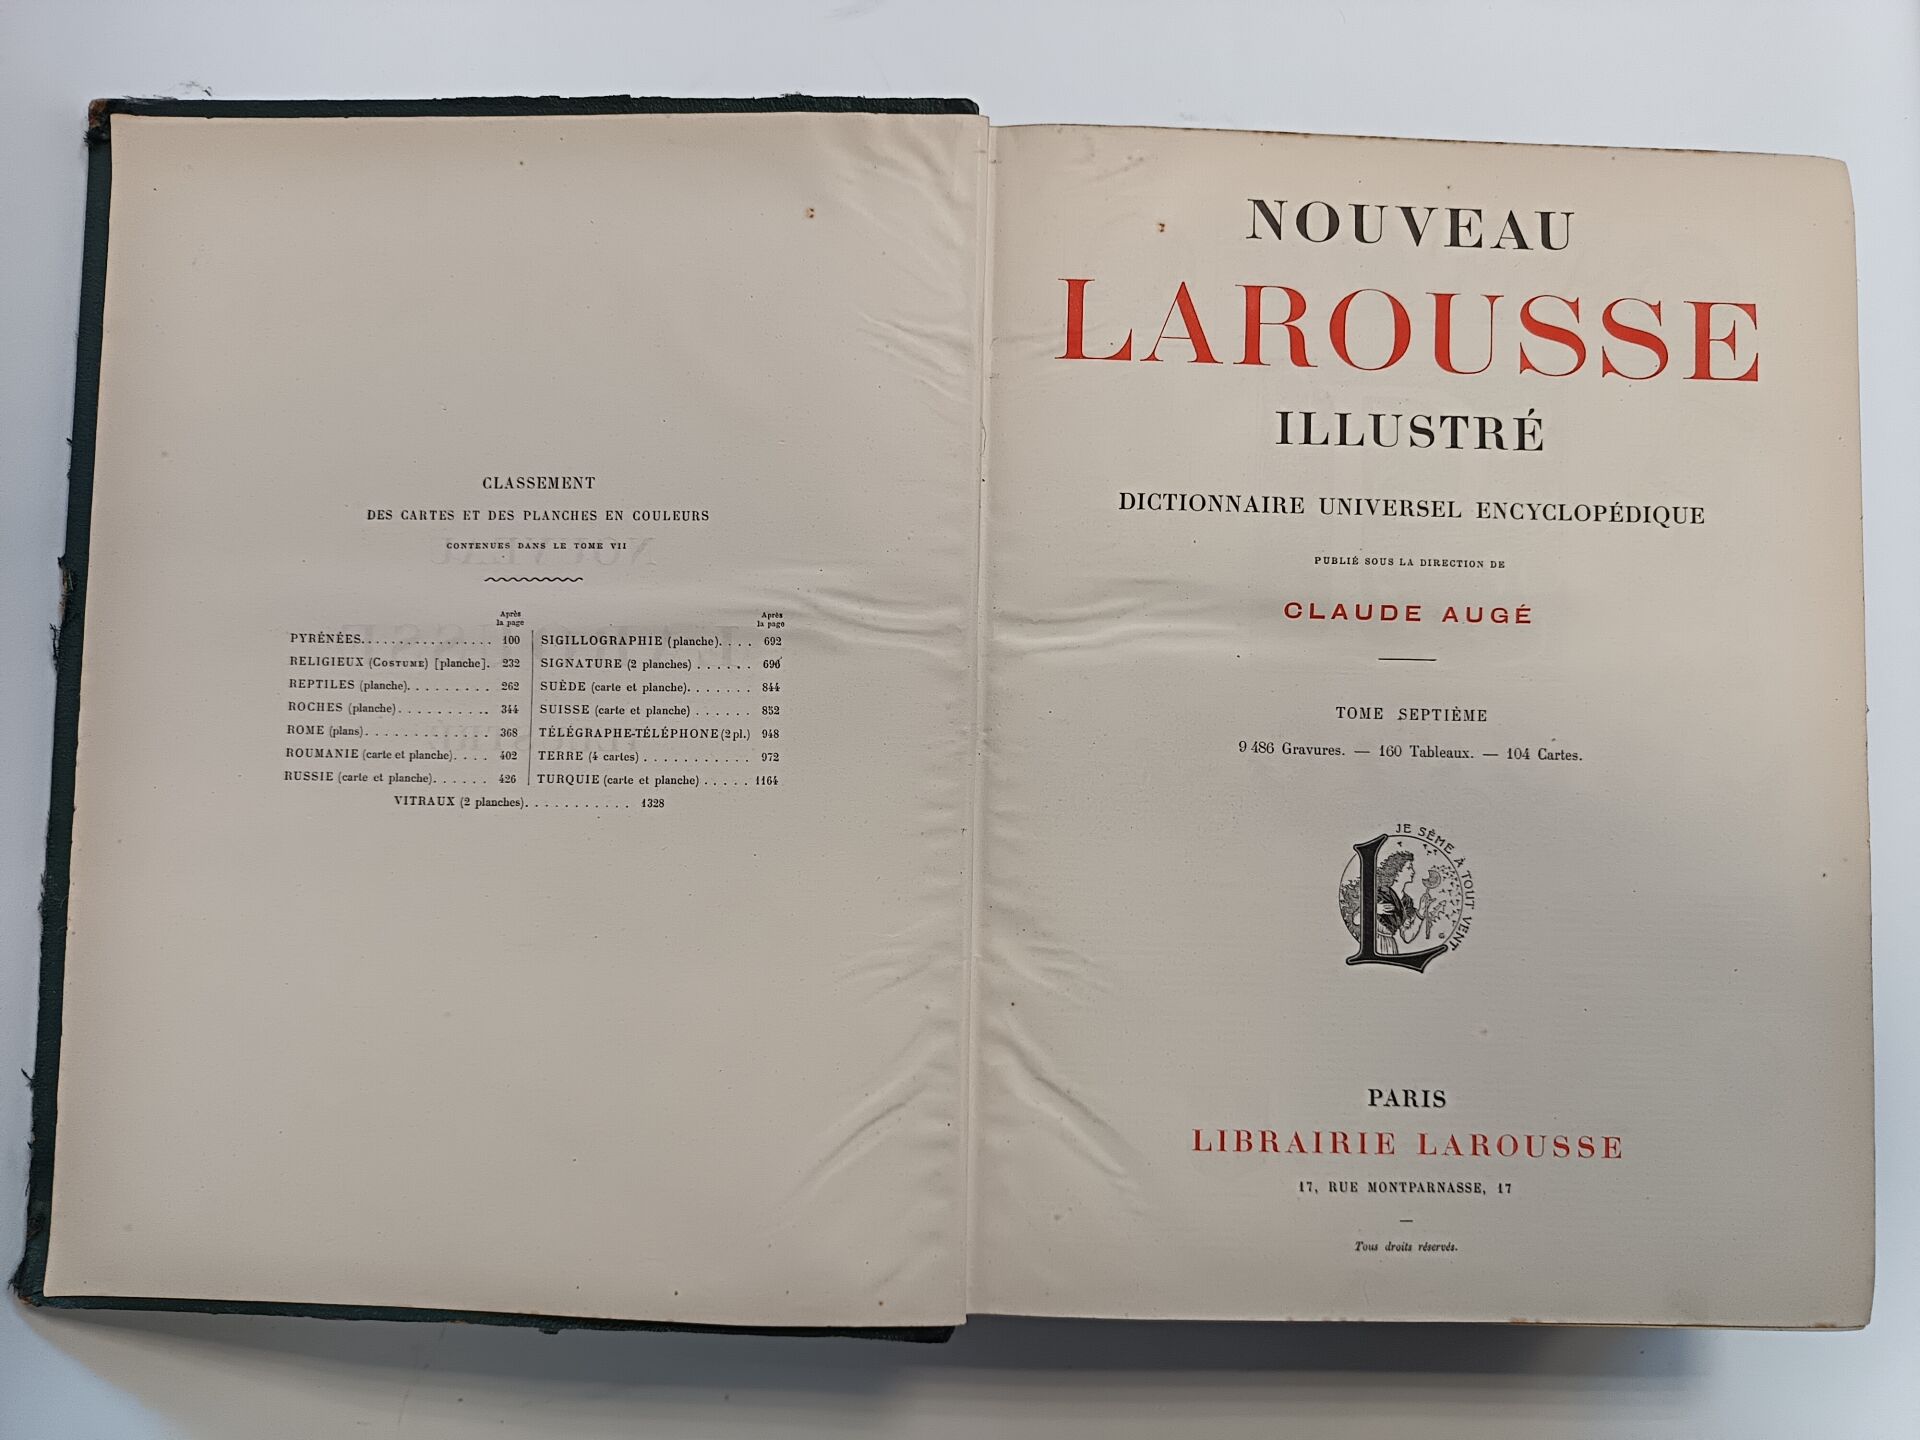 CLASSEMENT
DES CARTES ET DES PLANCHES EN COULEURS
CONTENUES DANS LE TOME VII
Après
la page
PYRÉNÉES. . . . . . . . . . . . . . . . . 100
RELIGIEUX (COSTUME) [planche]. 232
REPTILES (planche). . . . . . . . . 262
ROCHES (planche) . . . . . . . . . . 344
ROME (plans). . . . . . . . . . . . . 368
ROUMANIE (carte et planche). . . . 402
RUSSIE (carte et planche). . . . . . 426
Après
la page
SIGILLOGRAPHIE (planche). . . . 692
SIGNATURE (2 planches) . . . . . . 696
SUÈDE (carte et planche). . . . . . . 844
SUISSE (carte et planche) . . . . . . 852
TÉLÉGRAPHE-TÉLÉPHONE (2 pl.) 948
TERRE (4 cartes) . . . . . . . . . . . 972
TURQUIE (carte et planche) . . . . . 1164
VITRAUX (2 planches). . . . . . . . . . . 1328
NOUVEAU
LAROUSSE
ILLUSTRÉ
DICTIONNAIRE UNIVERSEL ENCYCLOPÉDIQUE
PUBLIÉ SOUS LA DIRECTION DE
CLAUDE AUGÉ
TOME SEPTIÈME
9 486 Gravures. — 160 Tableaux. — 104 Cartes.
JE SÈME À TOUT VENT
L
PARIS
LIBRAIRIE LAROUSSE
17, RUE MONTPARNASSE, 17
Tous droits réservés.